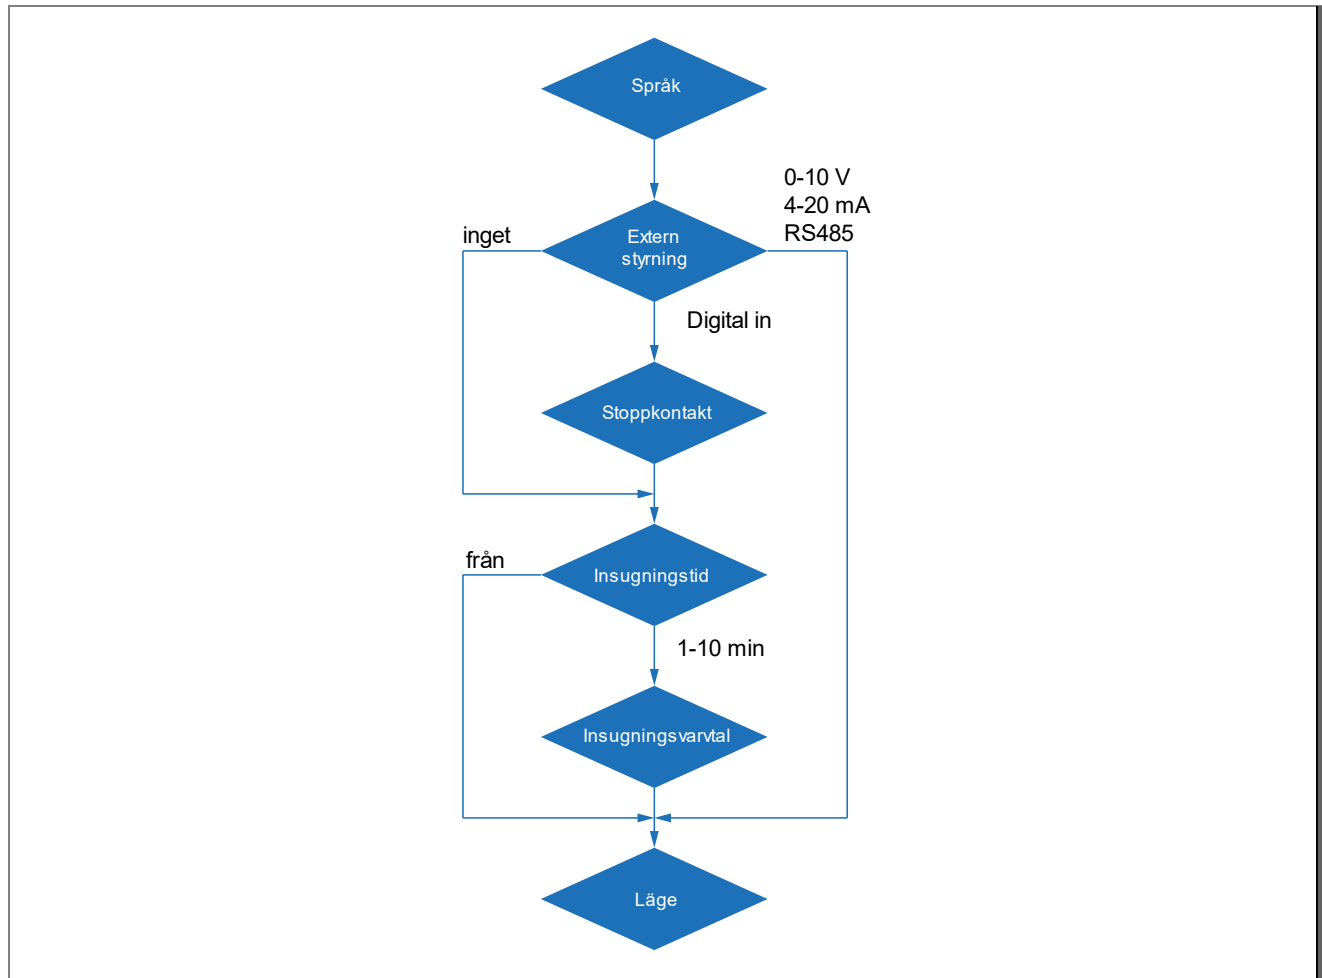 Språk
0-10 V
4-20 mA
RS485
inget
Extern
styrning
Digital in
Stoppkontakt
från
Insugningstid
1-10 min
Insugningsvarvtal
Läge